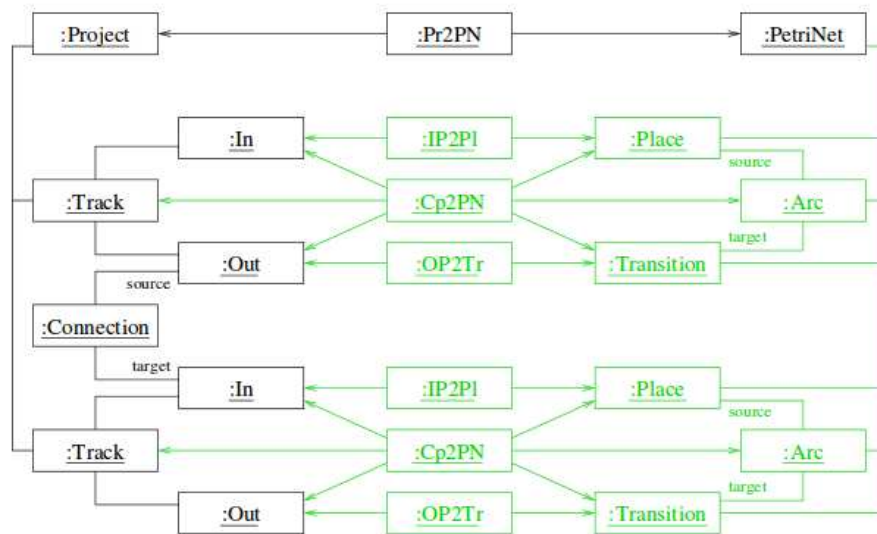 :Project :Pr2PN :PetriNet
:In :IP2Pl :Place
source
:Track :Cp2PN :Arc
target
:Out :OP2Tr :Transition
source
:Connection
target
:In :IP2Pl :Place
source
:Track :Cp2PN :Arc
target
:Out :OP2Tr :Transition